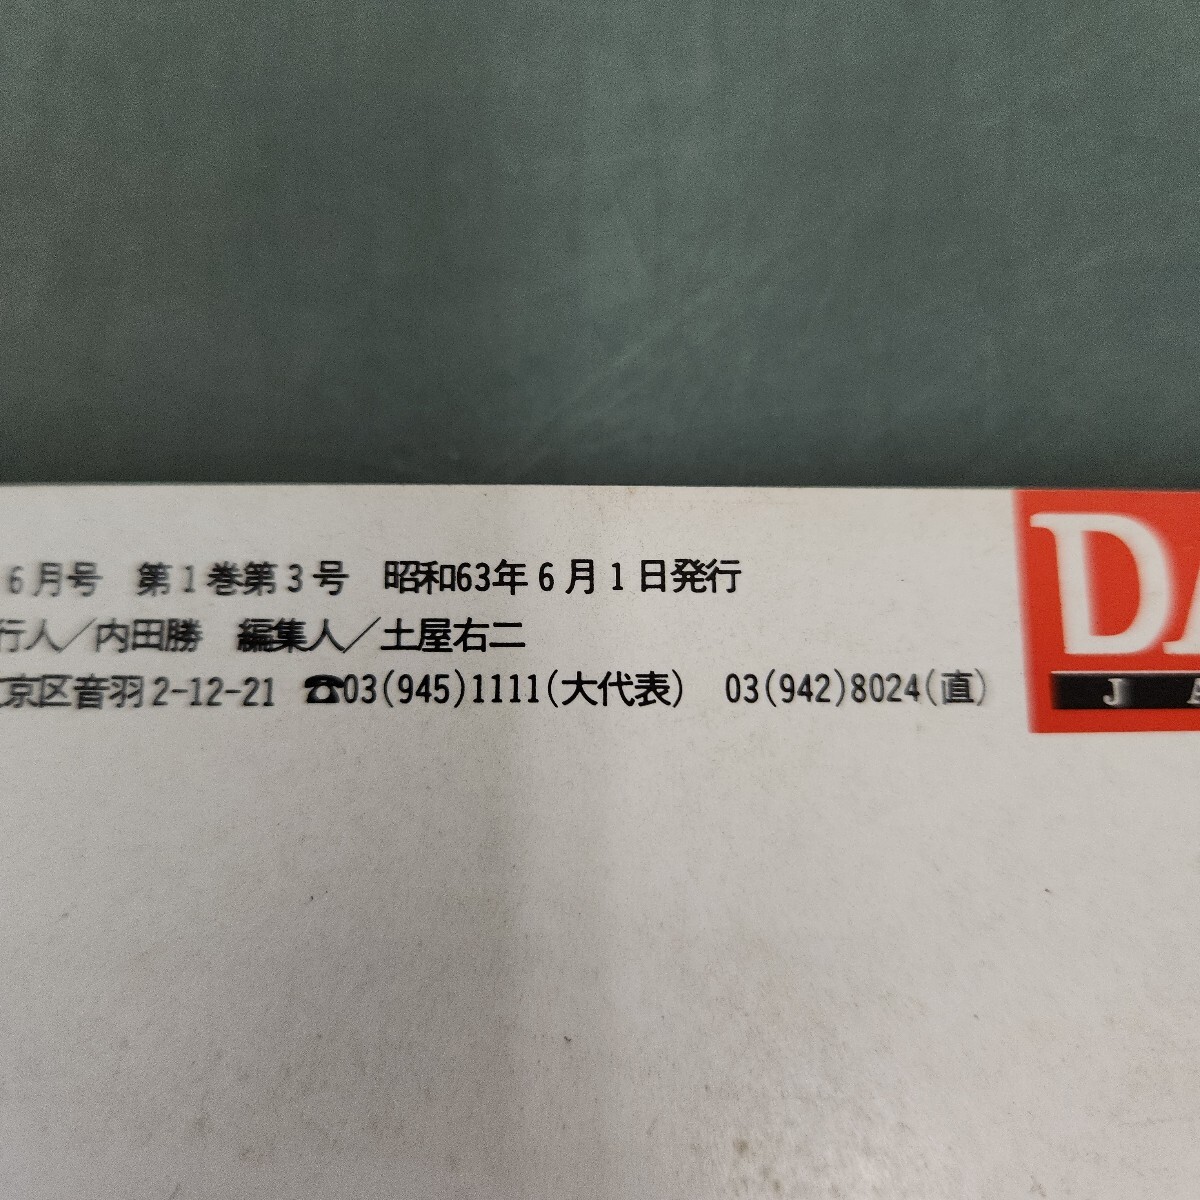 6月号 第1巻第3号 昭和63年6月1日発行
行人／内田勝 編集人／土屋右二
京区音羽2-12-21 ☎03(945)1111(大代表) 03(942)8024(直)
DA
J A